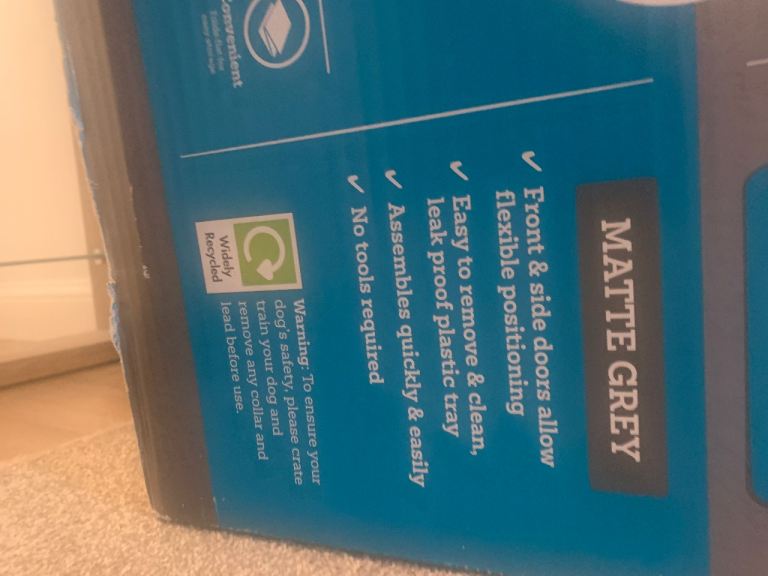 MATTE GREY
✓ Front & side doors allow
flexible positioning
✓ Easy to remove & clean,
leak proof plastic tray
✓ Assembles quickly & easily
✓ No tools required
Convenient
Widely
Recycled
Warning: To ensure your
dog's safety, please crate
train your dog and
remove any collar and
lead before use.